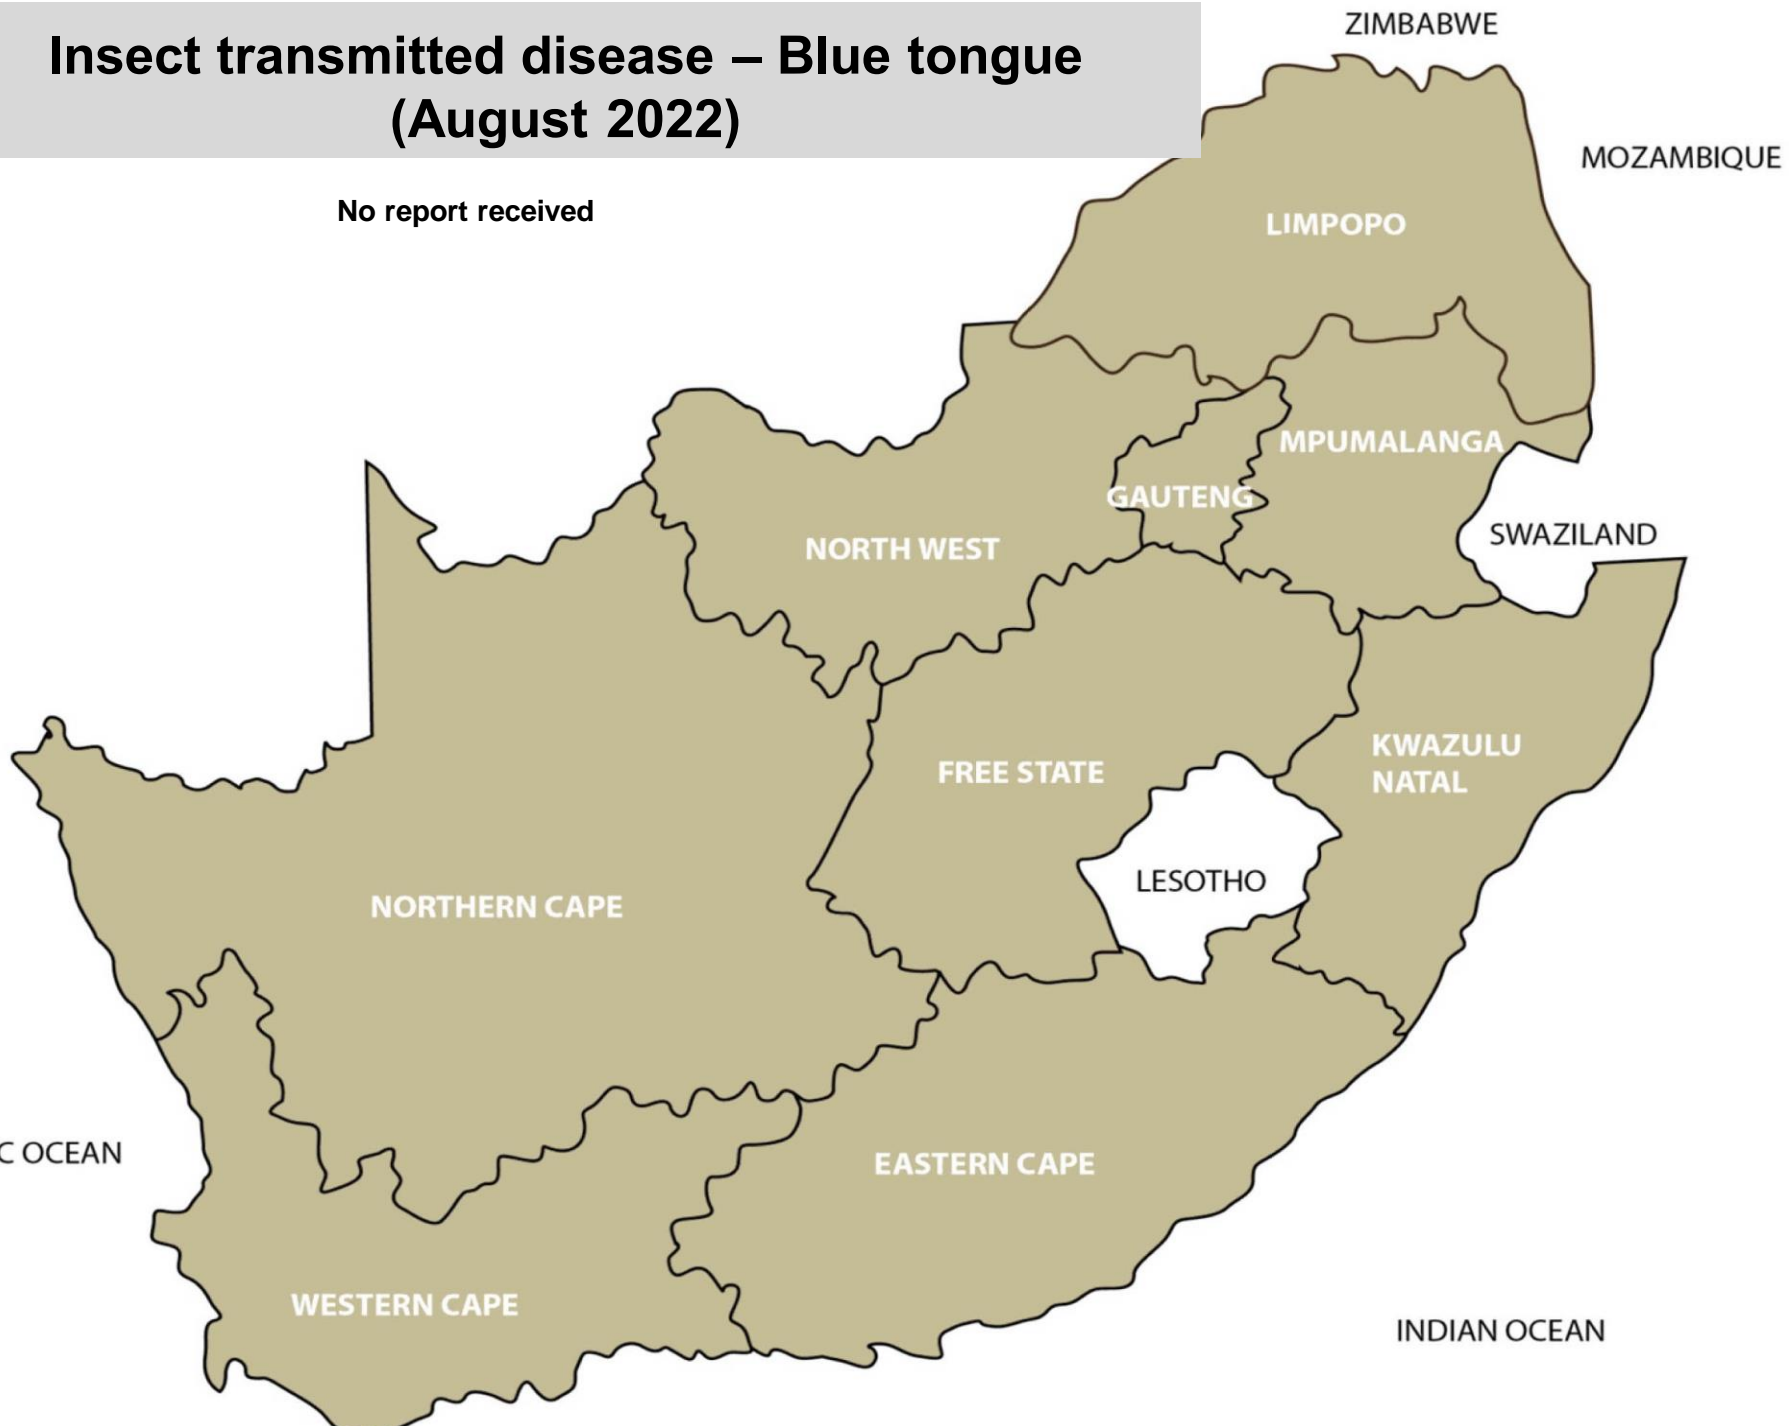 Insect transmitted disease – Blue tongue
(August 2022)
No report received
ZIMBABWE
MOZAMBIQUE
LIMPOPO
MPUMALANGA
GAUTENG
SWAZILAND
NORTH WEST
KWAZULU
NATAL
FREE STATE
LESOTHO
NORTHERN CAPE
C OCEAN
EASTERN CAPE
WESTERN CAPE
INDIAN OCEAN